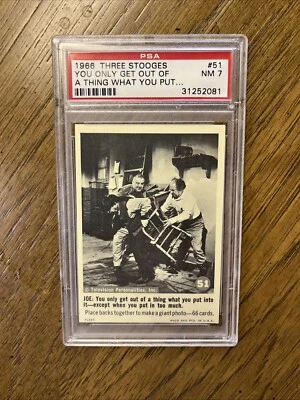 PSA
1966 THREE STOOGES #51
YOU ONLY GET OUT OF NM 7
A THING WHAT YOU PUT...
31252081
51
© Television Personalities, Inc.
JOE: You only get out of a thing what you put into
it—except when you put in too much.
Place backs together to make a giant photo—66 cards.